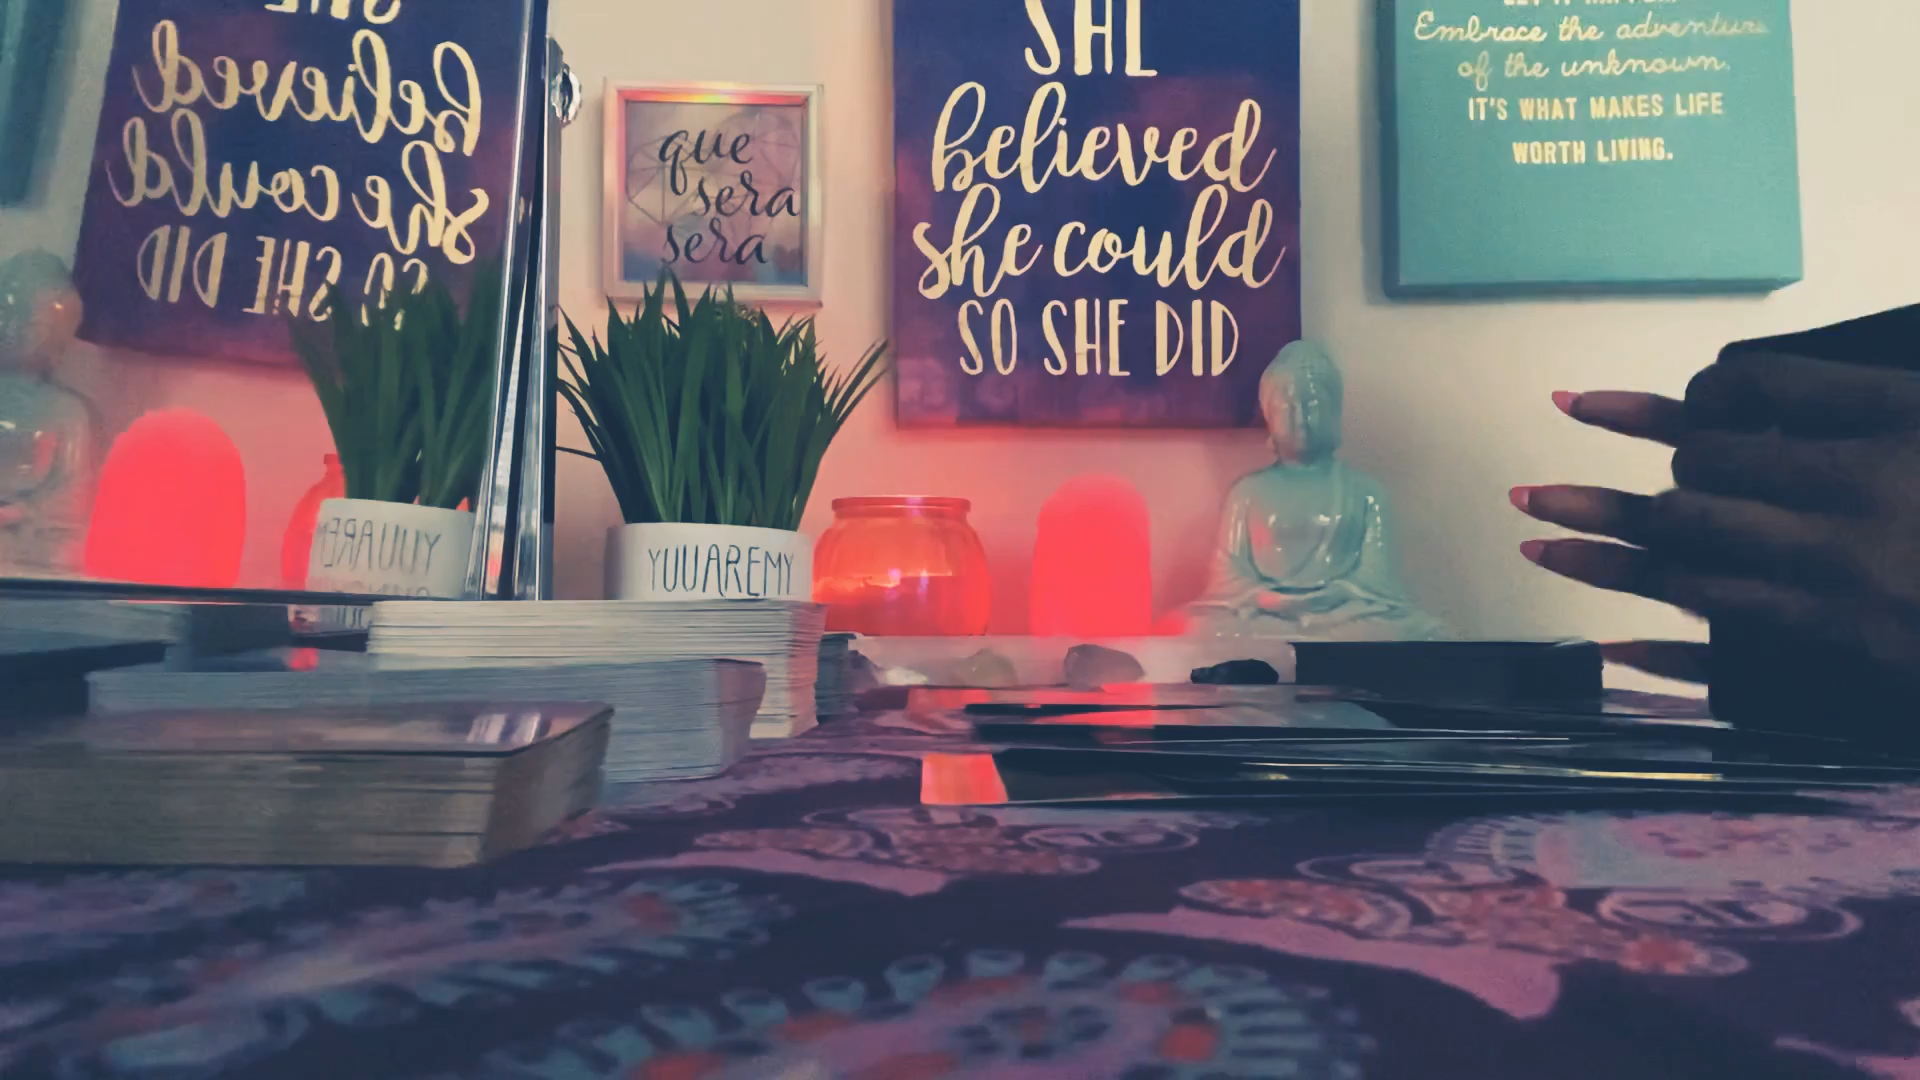 believed
she could
SO SHE DID
que
sera
sera
SHE
believed
she could
SO SHE DID
Embrace the adventure
of the unknown.
IT'S WHAT MAKES LIFE
WORTH LIVING.
YUUAREMY
YUUAREMY